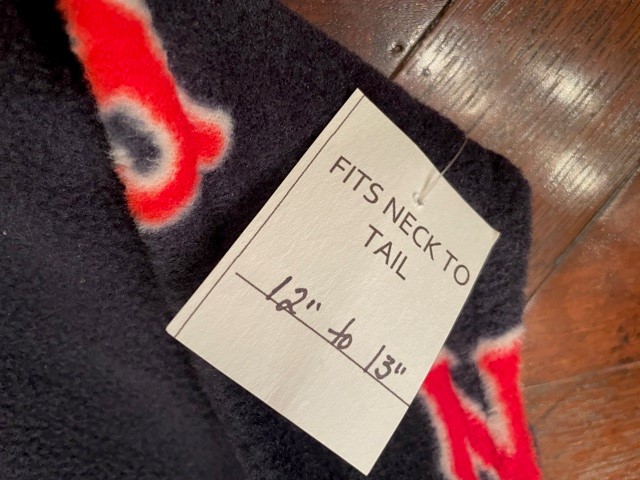 FITS NECK TO
TAIL
12" to 13"